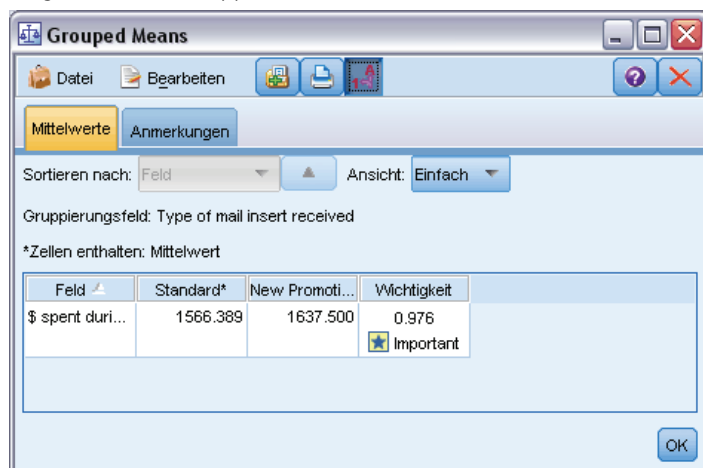 Grouped Means
Datei Bearbeiten
Mittelwerte Anmerkungen
Sortieren nach: Feld Ansicht: Einfach
Gruppierungsfeld: Type of mail insert received
*Zellen enthalten: Mittelwert
Feld Standard* New Promoti... Wichtigkeit
$ spent duri... 1566.389 1637.500 0.976
Important
OK